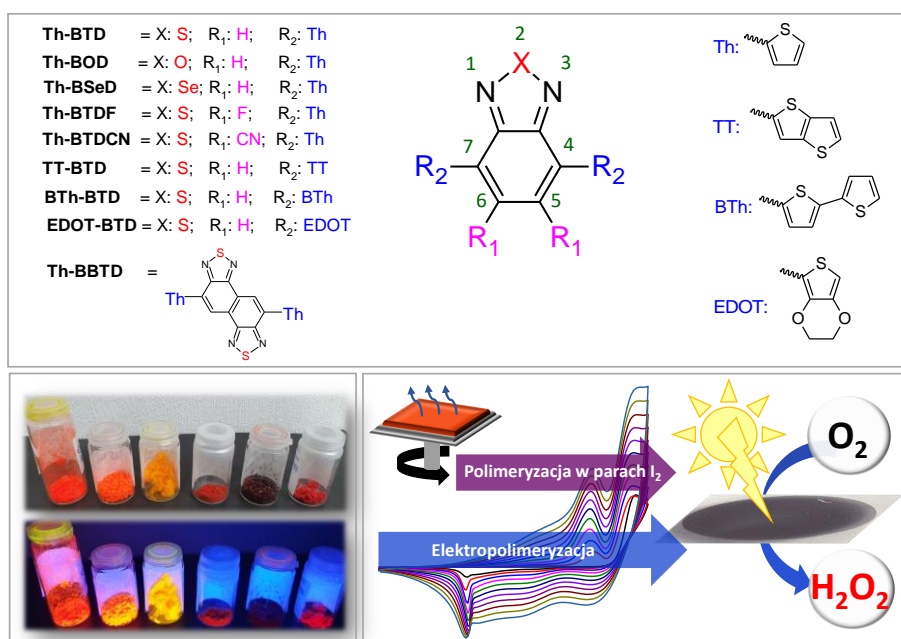 Th-BTD = X: S; R₁: H; R₂: Th
Th-BOD = X: O; R₁: H; R₂: Th
Th-BSeD = X: Se; R₁: H; R₂: Th
Th-BTDF = X: S; R₁: F; R₂: Th
Th-BTDCN = X: S; R₁: CN; R₂: Th
TT-BTD = X: S; R₁: H; R₂: TT
BTh-BTD = X: S; R₁: H; R₂: BTh
EDOT-BTD = X: S; R₁: H; R₂: EDOT
Th-BBTD =
S
N N
Th
Th
N N
S
2
1 X 3
N N
7 4
R₂ R₂
6 5
R₁ R₁
Th: S
TT: S
S
BTh: S S
S
EDOT:
O O
Polimeryzacja w parach I₂
Elektropolimeryzacja
O₂
H₂O₂